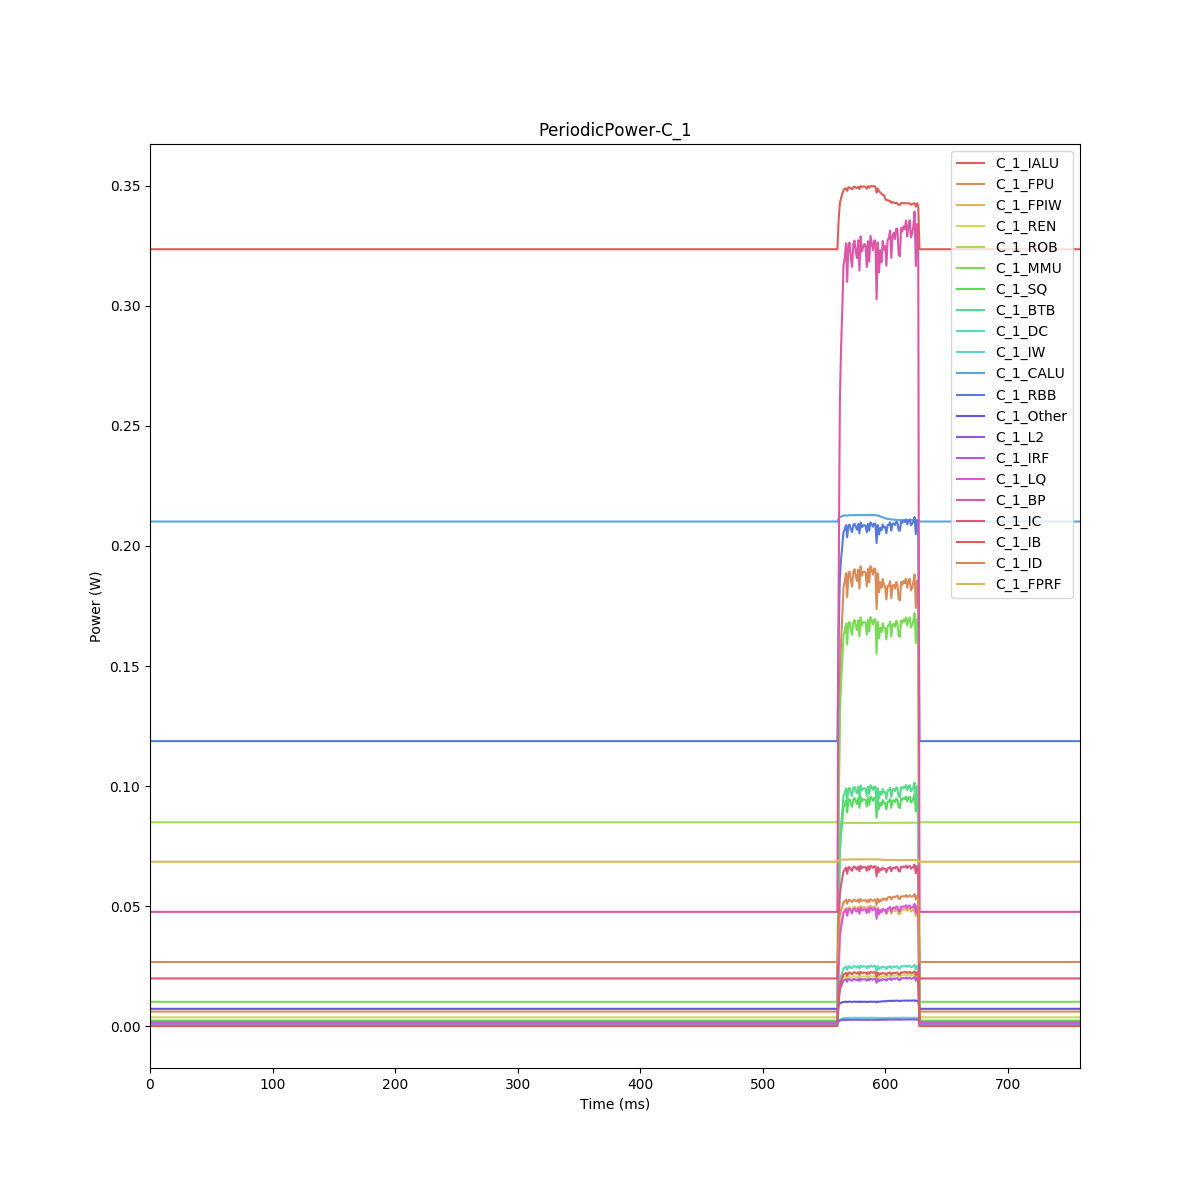 PeriodicPower-C_1
0.35
0.30
0.25
0.20
0.15
0.10
0.05
0.00
Power (W)
0
100
200
300
400
500
600
700
Time (ms)
C_1_IALU
C_1_FPU
C_1_FPIW
C_1_REN
C_1_ROB
C_1_MMU
C_1_SQ
C_1_BTB
C_1_DC
C_1_IW
C_1_CALU
C_1_RBB
C_1_Other
C_1_L2
C_1_IRF
C_1_LQ
C_1_BP
C_1_IC
C_1_IB
C_1_ID
C_1_FPRF